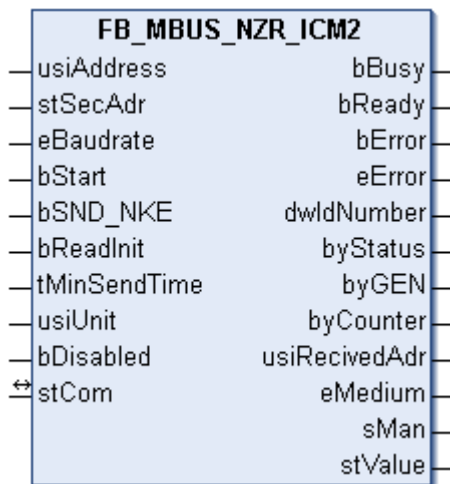 FB_MBUS_NZR_ICM2
usiAddress bBusy
stSecAdr bReady
eBaudrate bError
bStart eError
bSND_NKE dwIdNumber
bReadInit byStatus
tMinSendTime byGEN
usiUnit byCounter
bDisabled usiRecivedAdr
stCom eMedium
sMan
stValue